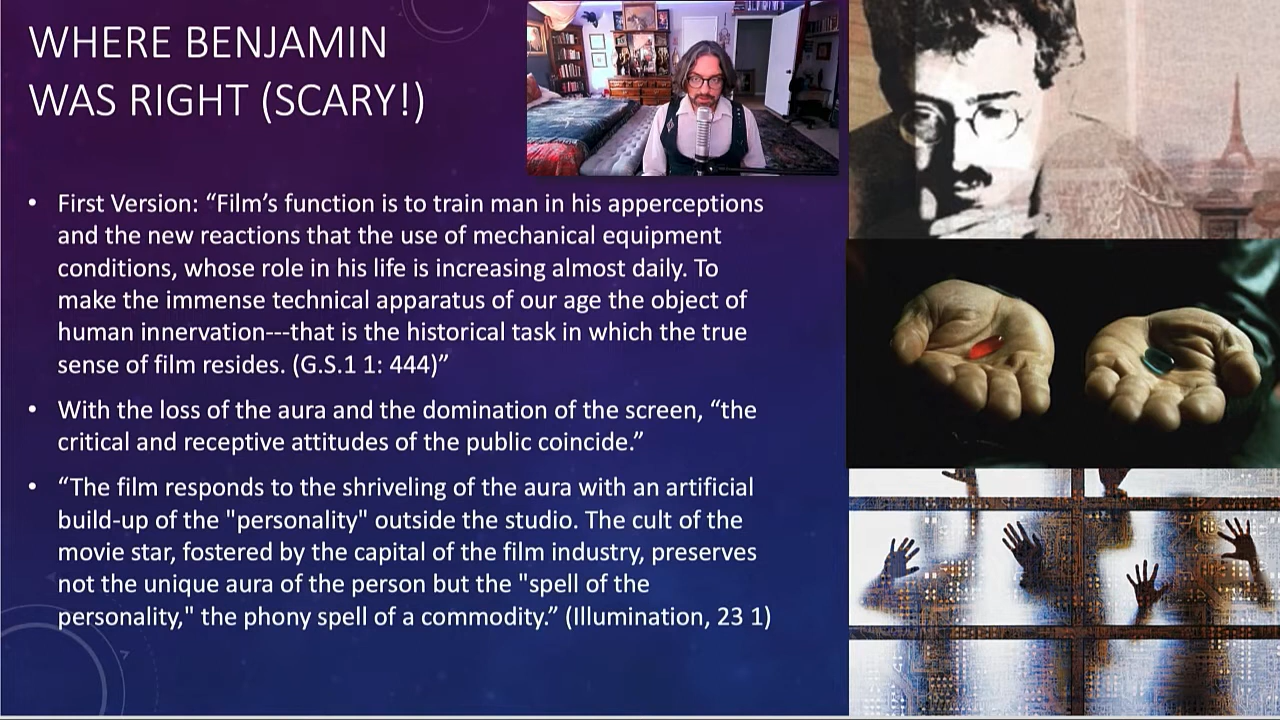 WHERE BENJAMIN
WAS RIGHT (SCARY!)
• First Version: “Film’s function is to train man in his apperceptions
and the new reactions that the use of mechanical equipment
conditions, whose role in his life is increasing almost daily. To
make the immense technical apparatus of our age the object of
human innervation---that is the historical task in which the true
sense of film resides. (G.S.1 1: 444)”
• With the loss of the aura and the domination of the screen, “the
critical and receptive attitudes of the public coincide.”
• “The film responds to the shriveling of the aura with an artificial
build-up of the "personality" outside the studio. The cult of the
movie star, fostered by the capital of the film industry, preserves
not the unique aura of the person but the "spell of the
personality," the phony spell of a commodity.” (Illumination, 23 1)